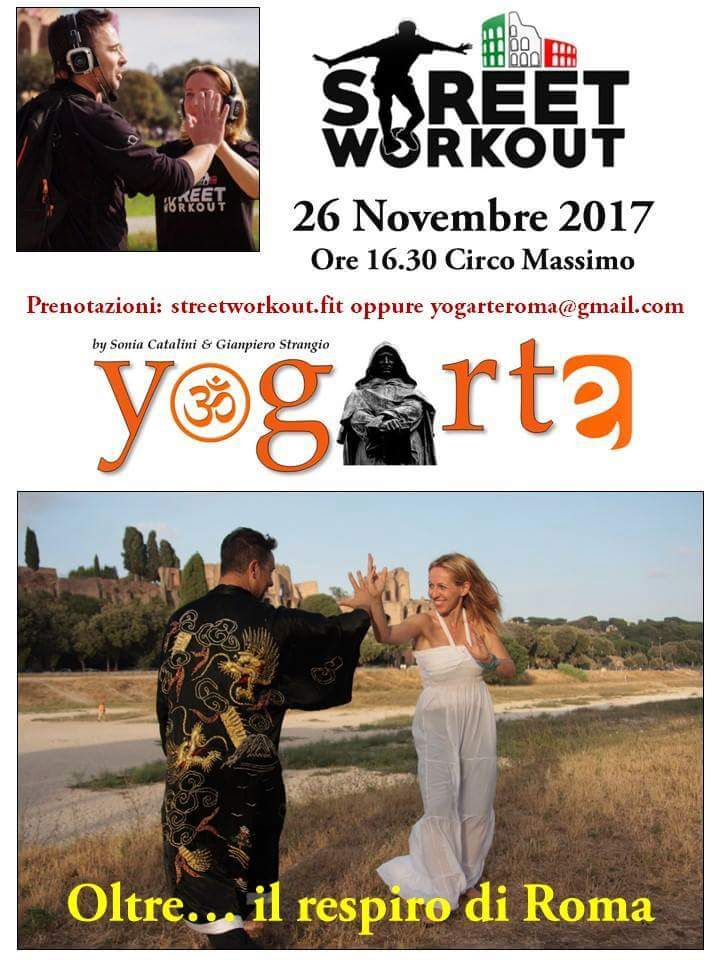 STREET
WORKOUT
STREET
WORKOUT
26 Novembre 2017
Ore 16.30 Circo Massimo
Prenotazioni: streetworkout.fit oppure yogarteroma@gmail.com
by Sonia Catalini & Gianpiero Strangio
yogarte
ॐ
Oltre… il respiro di Roma